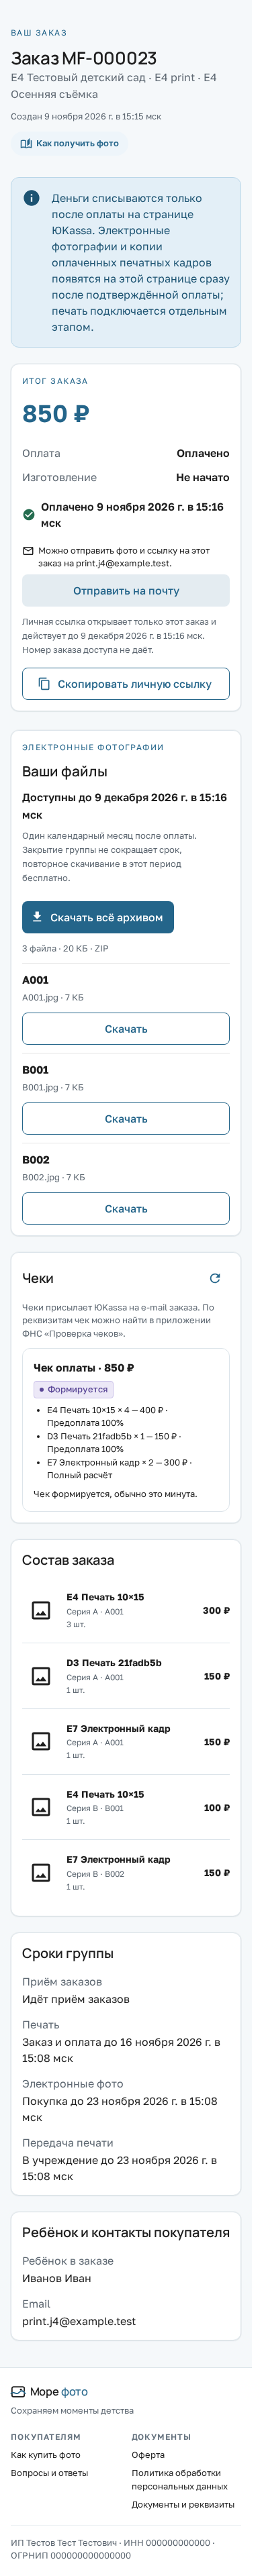 ВАШ ЗАКАЗ
Заказ MF-000023
E4 Тестовый детский сад · E4 print · E4
Осенняя съёмка
Создан 9 ноября 2026 г. в 15:15 мск
Как получить фото
Деньги списываются только
после оплаты на странице
ЮKassa. Электронные
фотографии и копии
оплаченных печатных кадров
появятся на этой странице сразу
после подтверждённой оплаты;
печать подключается отдельным
этапом.
ИТОГ ЗАКАЗА
850 ₽
Оплата Оплачено
Изготовление Не начато
Оплачено 9 ноября 2026 г. в 15:16
мск
Можно отправить фото и ссылку на этот
заказ на print.j4@example.test.
Отправить на почту
Личная ссылка открывает только этот заказ и
действует до 9 декабря 2026 г. в 15:16 мск.
Номер заказа доступа не даёт.
Скопировать личную ссылку
ЭЛЕКТРОННЫЕ ФОТОГРАФИИ
Ваши файлы
Доступны до 9 декабря 2026 г. в 15:16
мск
Один календарный месяц после оплаты.
Закрытие группы не сокращает срок,
повторное скачивание в этот период
бесплатно.
Скачать всё архивом
3 файла · 20 КБ · ZIP
A001
A001.jpg · 7 КБ
Скачать
B001
B001.jpg · 7 КБ
Скачать
B002
B002.jpg · 7 КБ
Скачать
Чеки
Чеки присылает ЮKassa на e-mail заказа. По
реквизитам чек можно найти в приложении
ФНС «Проверка чеков».
Чек оплаты · 850 ₽
Формируется
• E4 Печать 10×15 × 4 — 400 ₽ ·
Предоплата 100%
• D3 Печать 21fadb5b × 1 — 150 ₽ ·
Предоплата 100%
• E7 Электронный кадр × 2 — 300 ₽ ·
Полный расчёт
Чек формируется, обычно это минута.
Состав заказа
E4 Печать 10×15
Серия A · A001
3 шт.
300 ₽
D3 Печать 21fadb5b
Серия A · A001
1 шт.
150 ₽
E7 Электронный кадр
Серия A · A001
1 шт.
150 ₽
E4 Печать 10×15
Серия B · B001
1 шт.
100 ₽
E7 Электронный кадр
Серия B · B002
1 шт.
150 ₽
Сроки группы
Приём заказов
Идёт приём заказов
Печать
Заказ и оплата до 16 ноября 2026 г. в
15:08 мск
Электронные фото
Покупка до 23 ноября 2026 г. в 15:08
мск
Передача печати
В учреждение до 23 ноября 2026 г. в
15:08 мск
Ребёнок и контакты покупателя
Ребёнок в заказе
Иванов Иван
Email
print.j4@example.test
Море фото
Сохраняем моменты детства
ПОКУПАТЕЛЯМ
Как купить фото
Вопросы и ответы
ДОКУМЕНТЫ
Оферта
Политика обработки
персональных данных
Документы и реквизиты
ИП Тестов Тест Тестович · ИНН 000000000000 ·
ОГРНИП 000000000000000